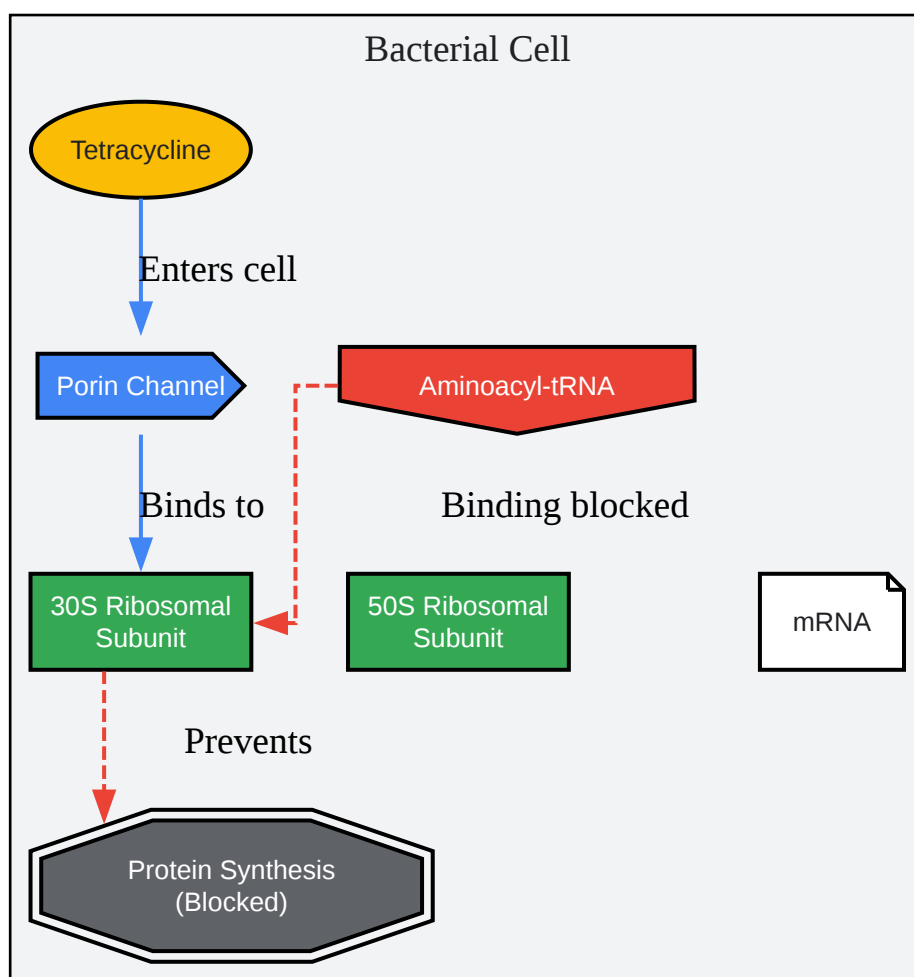 Bacterial Cell
Tetracycline
Enters cell
Porin Channel
Aminoacyl-tRNA
Binds to
Binding blocked
30S Ribosomal
Subunit
50S Ribosomal
Subunit
mRNA
Prevents
Protein Synthesis
(Blocked)